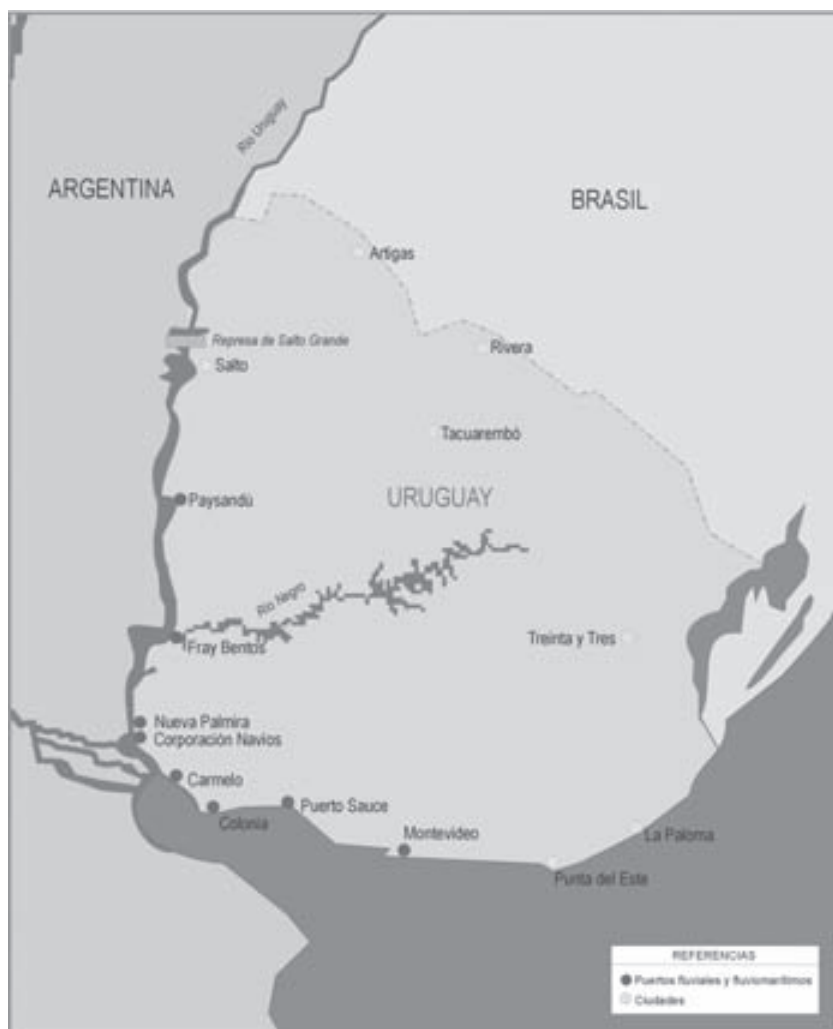 Río Uruguay
ARGENTINA
BRASIL
Artigas
Represa de Salto Grande
Rivera
Salto
Tacuarembó
Paysandú
URUGUAY
Río Negro
Fray Bentos
Treinta y Tres
Nueva Palmira
Corporación Navios
Carmelo
Puerto Sauce
Colonia
Montevideo
La Paloma
Punta del Este
REFERENCIAS
Puertos fluviales y fluviomarítimos
Ciudades